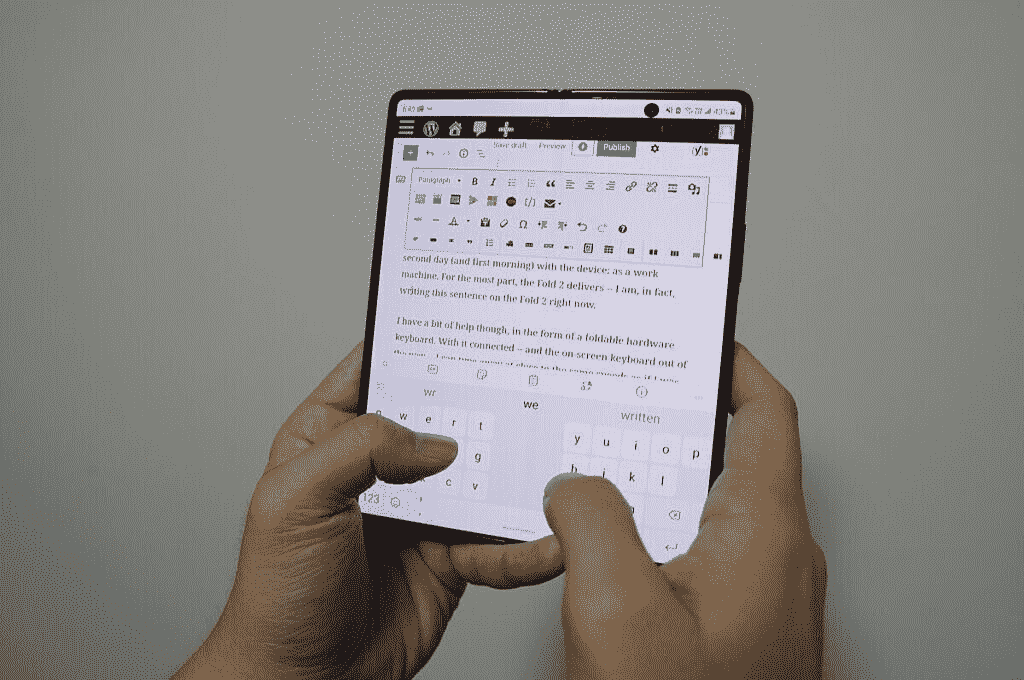 Save draft Preview Publish
Paragraph B I
second day (and first morning) with the device: as a work
machine. For the most part, the Fold 2 delivers -- I am, in fact,
writing this sentence on the Fold 2 right now.
I have a bit of help though, in the form of a foldable hardware
keyboard. With it connected -- and the on-screen keyboard out of
wr we written
w e r t y u i o p
g h j k l
c v
123